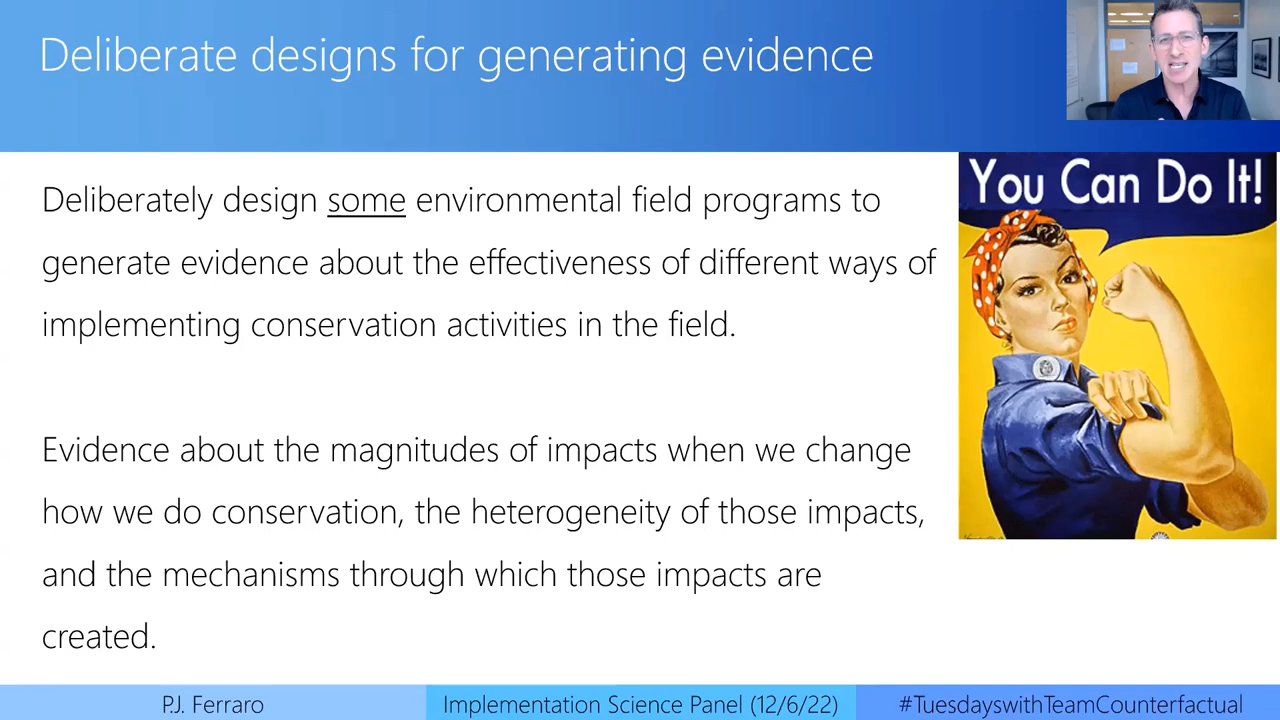 Deliberate designs for generating evidence
You Can Do It!
Deliberately design some environmental field programs to
generate evidence about the effectiveness of different ways of
implementing conservation activities in the field.
Evidence about the magnitudes of impacts when we change
how we do conservation, the heterogeneity of those impacts,
and the mechanisms through which those impacts are
created.
P.J. Ferraro
Implementation Science Panel (12/6/22)
#TuesdayswithTeamCounterfactual